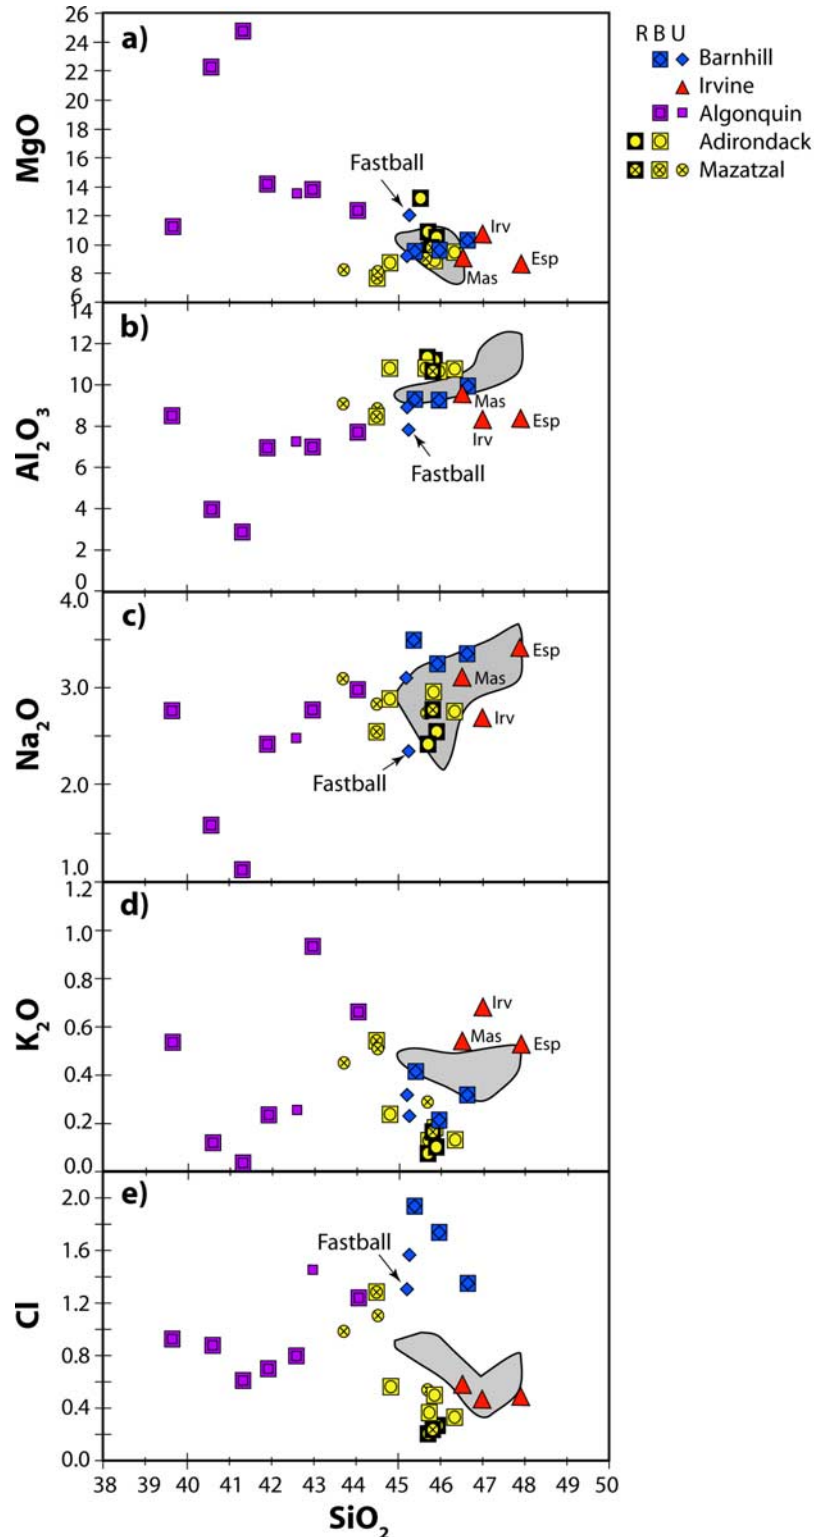 R B U
Barnhill
Irvine
Algonquin
Adirondack
Mazatzal
a)
MgO
26
24
22
20
18
16
14
12
10
8
6
Fastball
Irv
Esp
Mas
b)
Al2O3
14
12
10
8
6
4
2
0
Mas
Irv
Esp
Fastball
c)
Na2O
4.0
3.0
2.0
1.0
Esp
Mas
Irv
Fastball
d)
K2O
1.2
1.0
0.8
0.6
0.4
0.2
0.0
Irv
Mas
Esp
e)
Cl
2.0
1.6
1.2
0.8
0.4
0.0
Fastball
38 39 40 41 42 43 44 45 46 47 48 49 50
SiO2